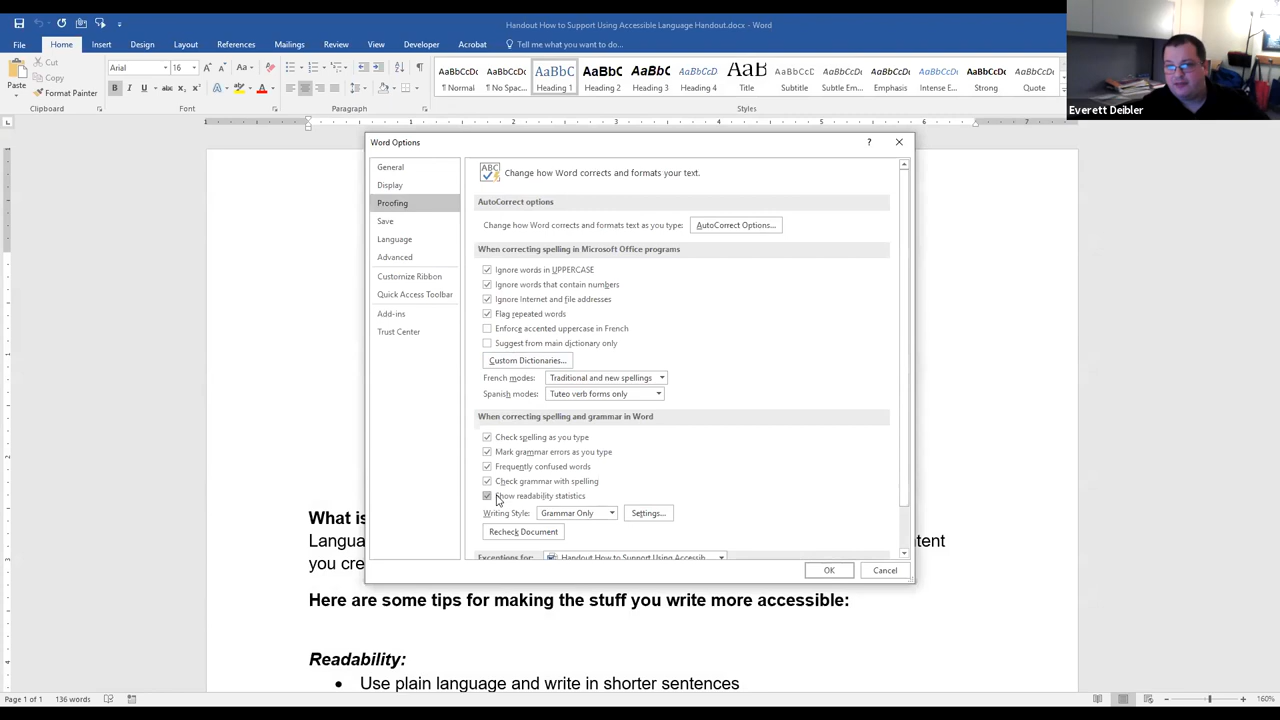 Handout How to Support Using Accessible Language Handout.docx - Word
File Home Insert Design Layout References Mailings Review View Developer Acrobat Tell me what you want to do...
Everett Deibler
Paste
Cut
Copy
Format Painter
Clipboard
Arial 16
Font
Paragraph
AaBbCcDc AaBbCcDc AaBbC AaBbCc AaBbCc AaBbCcD AaB AaBbCcD AaBbCcDc AaBbCcDc AaBbCcDc AaBbCcDc AaBbCcDc
¶ Normal ¶ No Spac... Heading 1 Heading 2 Heading 3 Heading 4 Title Subtitle Subtle Em... Emphasis Intense E... Strong Quote
Styles
Word Options
General
Display
Proofing
Save
Language
Advanced
Customize Ribbon
Quick Access Toolbar
Add-ins
Trust Center
Change how Word corrects and formats your text.
AutoCorrect options
Change how Word corrects and formats text as you type: AutoCorrect Options...
When correcting spelling in Microsoft Office programs
Ignore words in UPPERCASE
Ignore words that contain numbers
Ignore Internet and file addresses
Flag repeated words
Enforce accented uppercase in French
Suggest from main dictionary only
Custom Dictionaries...
French modes: Traditional and new spellings
Spanish modes: Tuteo verb forms only
When correcting spelling and grammar in Word
Check spelling as you type
Mark grammar errors as you type
Frequently confused words
Check grammar with spelling
Show readability statistics
Writing Style: Grammar Only Settings...
Recheck Document
Exceptions for: Handout How to Support Using Accessib...
OK Cancel
What is
Langua tent
you cre
Here are some tips for making the stuff you write more accessible:
Readability:
• Use plain language and write in shorter sentences
Page 1 of 1 136 words 160%